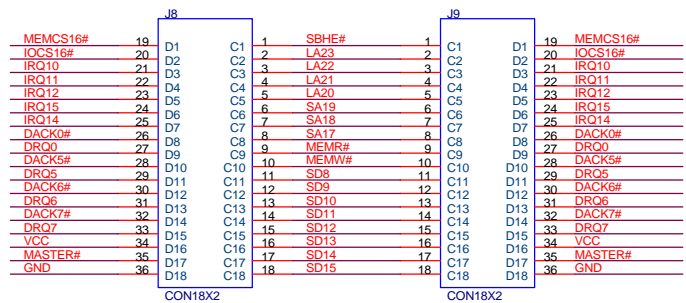 J8 J9
MEMCS16# 19 D1 C1 1 SBHE# 1 C1 D1 19 MEMCS16#
IOCS16# 20 D2 C2 2 LA23 2 C2 D2 20 IOCS16#
IRQ10 21 D3 C3 3 LA22 3 C3 D3 21 IRQ10
IRQ11 22 D4 C4 4 LA21 4 C4 D4 22 IRQ11
IRQ12 23 D5 C5 5 LA20 5 C5 D5 23 IRQ12
IRQ15 24 D6 C6 6 SA19 6 C6 D6 24 IRQ15
IRQ14 25 D7 C7 7 SA18 7 C7 D7 25 IRQ14
DACK0# 26 D8 C8 8 SA17 8 C8 D8 26 DACK0#
DRQ0 27 D9 C9 9 MEMR# 9 C9 D9 27 DRQ0
DACK5# 28 D10 C10 10 MEMW# 10 C10 D10 28 DACK5#
DRQ5 29 D11 C11 11 SD8 11 C11 D11 29 DRQ5
DACK6# 30 D12 C12 12 SD9 12 C12 D12 30 DACK6#
DRQ6 31 D13 C13 13 SD10 13 C13 D13 31 DRQ6
DACK7# 32 D14 C14 14 SD11 14 C14 D14 32 DACK7#
DRQ7 33 D15 C15 15 SD12 15 C15 D15 33 DRQ7
VCC 34 D16 C16 16 SD13 16 C16 D16 34 VCC
MASTER# 35 D17 C17 17 SD14 17 C17 D17 35 MASTER#
GND 36 D18 C18 18 SD15 18 C18 D18 36 GND
CON18X2 CON18X2